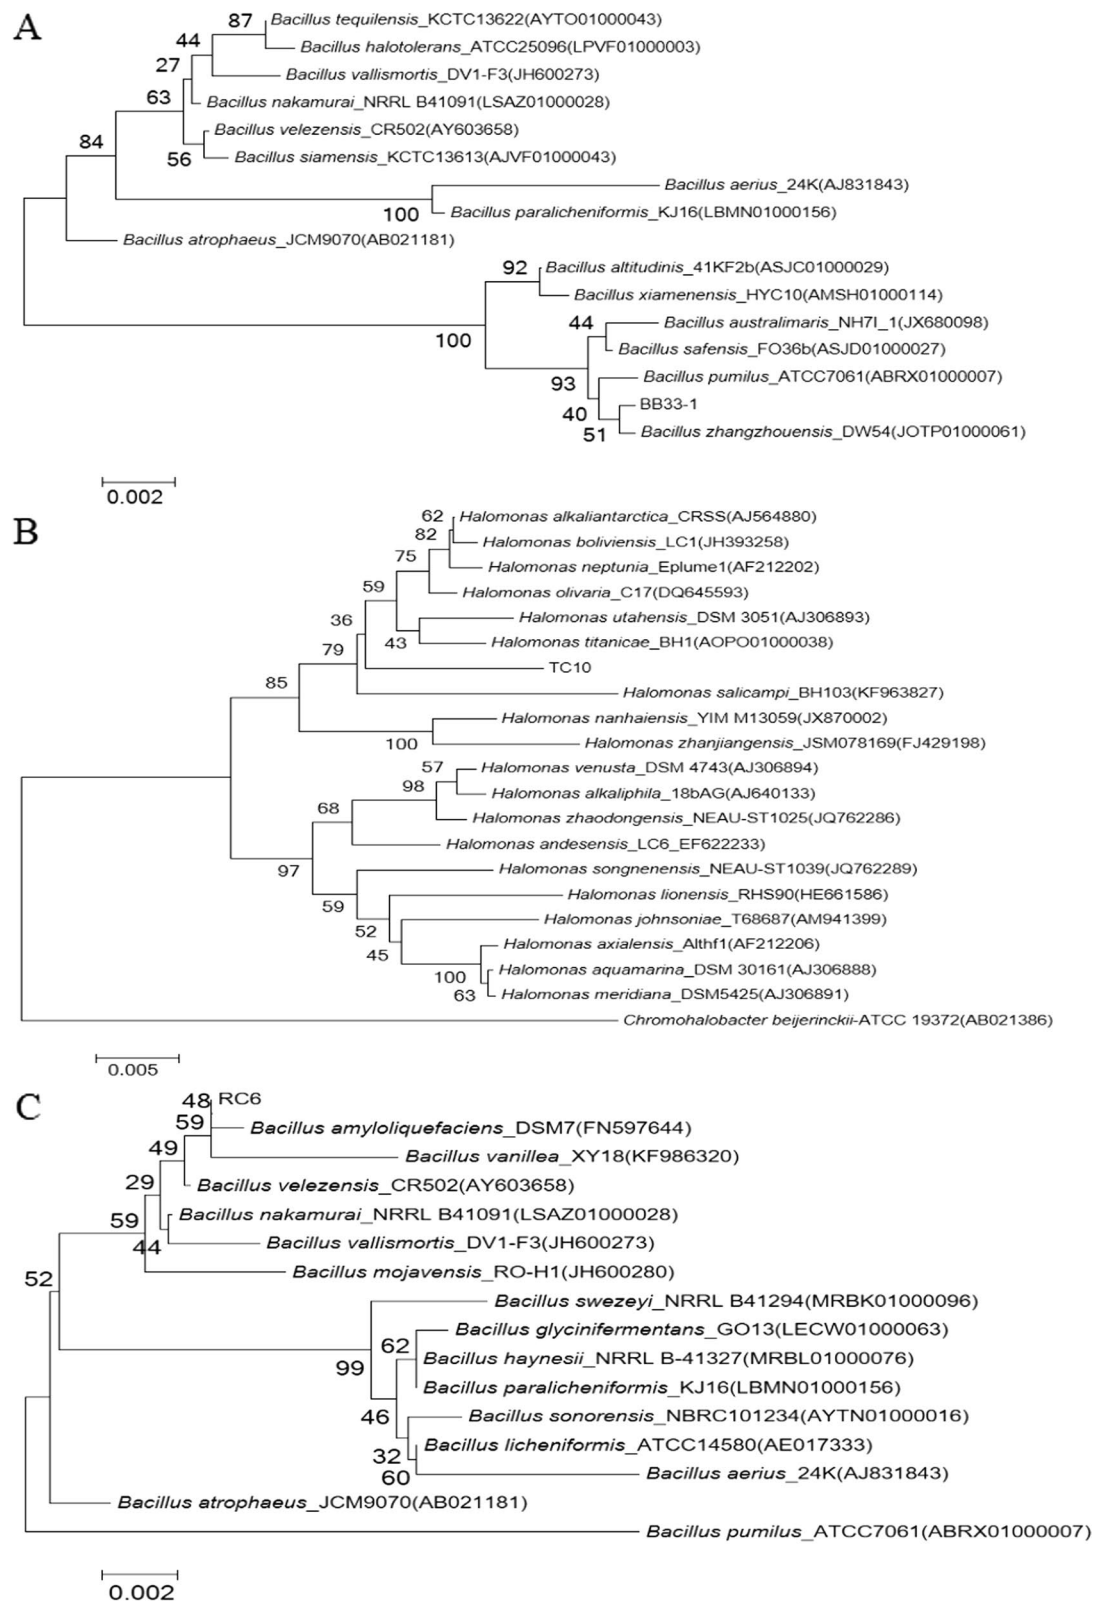 A
87
Bacillus tequilensis_KCTC13622(AYTO01000043)
44
Bacillus halotolerans_ATCC25096(LPVF01000003)
27
Bacillus vallismortis_DV1-F3(JH600273)
63
Bacillus nakamurai_NRRL B41091(LSAZ01000028)
Bacillus velezensis_CR502(AY603658)
84
56
Bacillus siamensis_KCTC13613(AJVF01000043)
Bacillus aerius_24K(AJ831843)
100
Bacillus paralicheniformis_KJ16(LBMN01000156)
Bacillus atrophaeus_JCM9070(AB021181)
92
Bacillus altitudinis_41KF2b(ASJC01000029)
Bacillus xiamenensis_HYC10(AMSH01000114)
44
Bacillus australimaris_NH7I_1(JX680098)
100
Bacillus safensis_FO36b(ASJD01000027)
93
Bacillus pumilus_ATCC7061(ABRX01000007)
40
BB33-1
51
Bacillus zhangzhouensis_DW54(JOTP01000061)
0.002
B
62
Halomonas alkaliantarctica_CRSS(AJ564880)
82
Halomonas boliviensis_LC1(JH393258)
75
Halomonas neptunia_Eplume1(AF212202)
59
Halomonas olivaria_C17(DQ645593)
36
Halomonas utahensis_DSM 3051(AJ306893)
43
Halomonas titanicae_BH1(AOPO01000038)
79
TC10
85
Halomonas salicampi_BH103(KF963827)
Halomonas nanhaiensis_YIM M13059(JX870002)
100
Halomonas zhanjiangensis_JSM078169(FJ429198)
57
Halomonas venusta_DSM 4743(AJ306894)
98
Halomonas alkaliphila_18bAG(AJ640133)
68
Halomonas zhaodongensis_NEAU-ST1025(JQ762286)
Halomonas andesensis_LC6_EF622233)
97
Halomonas songnenensis_NEAU-ST1039(JQ762289)
59
Halomonas lionensis_RHS90(HE661586)
52
Halomonas johnsoniae_T68687(AM941399)
45
Halomonas axialensis_Althf1(AF212206)
100
Halomonas aquamarina_DSM 30161(AJ306888)
63
Halomonas meridiana_DSM5425(AJ306891)
Chromohalobacter beijerinckii-ATCC 19372(AB021386)
0.005
C
48
RC6
59
Bacillus amyloliquefaciens_DSM7(FN597644)
49
Bacillus vanillea_XY18(KF986320)
29
Bacillus velezensis_CR502(AY603658)
59
Bacillus nakamurai_NRRL B41091(LSAZ01000028)
44
Bacillus vallismortis_DV1-F3(JH600273)
52
Bacillus mojavensis_RO-H1(JH600280)
Bacillus swezeyi_NRRL B41294(MRBK01000096)
62
Bacillus glycinifermentans_GO13(LECW01000063)
99
Bacillus haynesii_NRRL B-41327(MRBL01000076)
Bacillus paralicheniformis_KJ16(LBMN01000156)
46
Bacillus sonorensis_NBRC101234(AYTN01000016)
32
Bacillus licheniformis_ATCC14580(AE017333)
60
Bacillus aerius_24K(AJ831843)
Bacillus atrophaeus_JCM9070(AB021181)
Bacillus pumilus_ATCC7061(ABRX01000007)
0.002